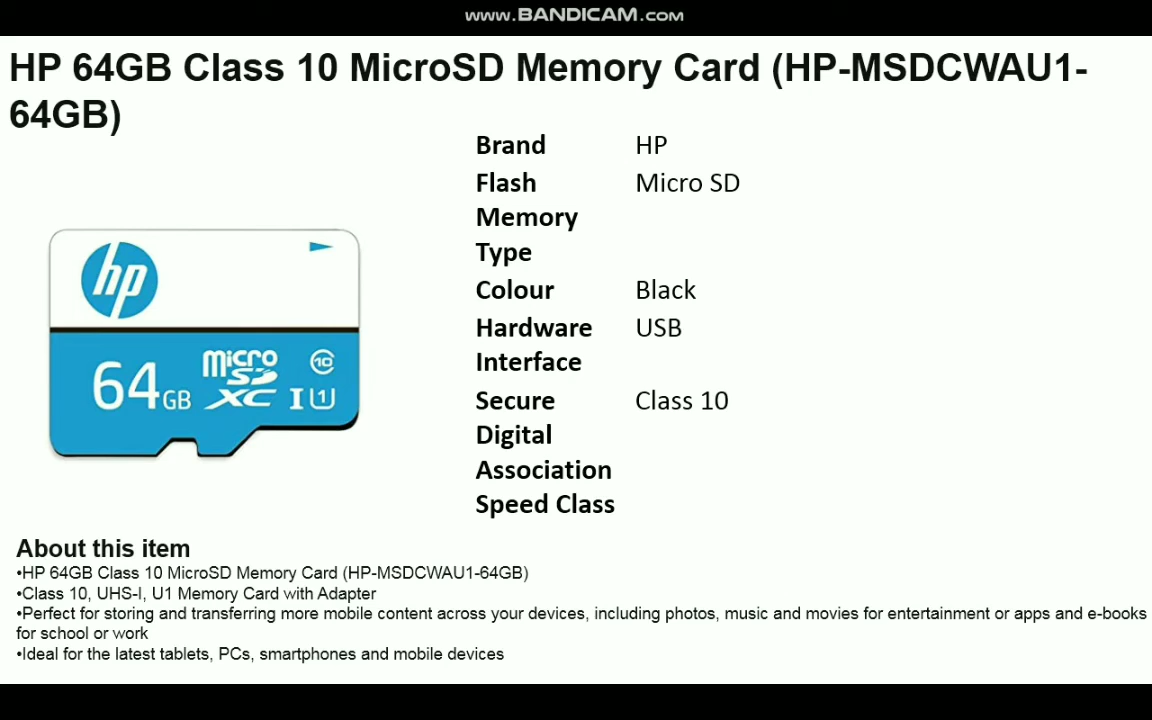 www.BANDICAM.com
HP 64GB Class 10 MicroSD Memory Card (HP-MSDCWAU1-
64GB)
Brand HP
Flash Micro SD
Memory
Type
Colour Black
Hardware USB
Interface
Secure Class 10
Digital
Association
Speed Class
hp
64GB micro SD XC 10 I U1
About this item
•HP 64GB Class 10 MicroSD Memory Card (HP-MSDCWAU1-64GB)
•Class 10, UHS-I, U1 Memory Card with Adapter
•Perfect for storing and transferring more mobile content across your devices, including photos, music and movies for entertainment or apps and e-books
for school or work
•Ideal for the latest tablets, PCs, smartphones and mobile devices